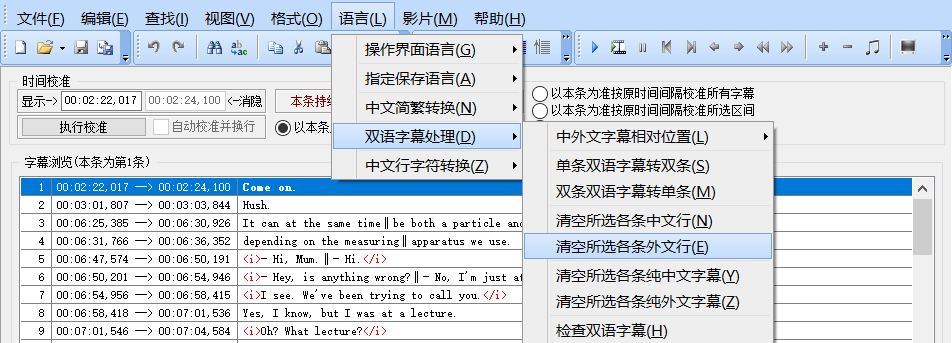 文件(F) 编辑(E) 查找(I) 视图(V) 格式(O) 语言(L) 影片(M) 帮助(H)
操作界面语言(G)
指定保存语言(A)
中文简繁转换(N)
双语字幕处理(D)
中文行字符转换(Z)
中外文字幕相对位置(L)
单条双语字幕转双条(S)
双条双语字幕转单条(M)
清空所选各条中文行(N)
清空所选各条外文行(E)
清空所选各条纯中文字幕(Y)
清空所选各条纯外文字幕(Z)
检查双语字幕(H)
时间校准
显示-> 00:02:22,017 00:02:24,100 <-消隐 本条持续
执行校准 自动校准并换行 以本条
以本条为准按原时间间隔校准所有字幕
以本条为准按原时间间隔校准所选区间
字幕浏览(本条为第1条)
1 00:02:22,017 —> 00:02:24,100 Come on.
2 00:03:01,807 —> 00:03:03,844 Hush.
3 00:06:25,385 —> 00:06:30,926 It can at the same time‖be both a particle and
4 00:06:31,766 —> 00:06:36,352 depending on the measuring‖apparatus we use.
5 00:06:47,574 —> 00:06:50,191 <i>- Hi, Mum.‖- Hi.</i>
6 00:06:50,201 —> 00:06:54,946 <i>- Hey, is anything wrong?‖- No, I'm just at
7 00:06:54,956 —> 00:06:58,415 <i>I see. We've been trying to call you.</i>
8 00:06:58,418 —> 00:07:01,536 Yes, I know, but I was at a lecture.
9 00:07:01,546 —> 00:07:04,584 <i>Oh? What lecture?</i>